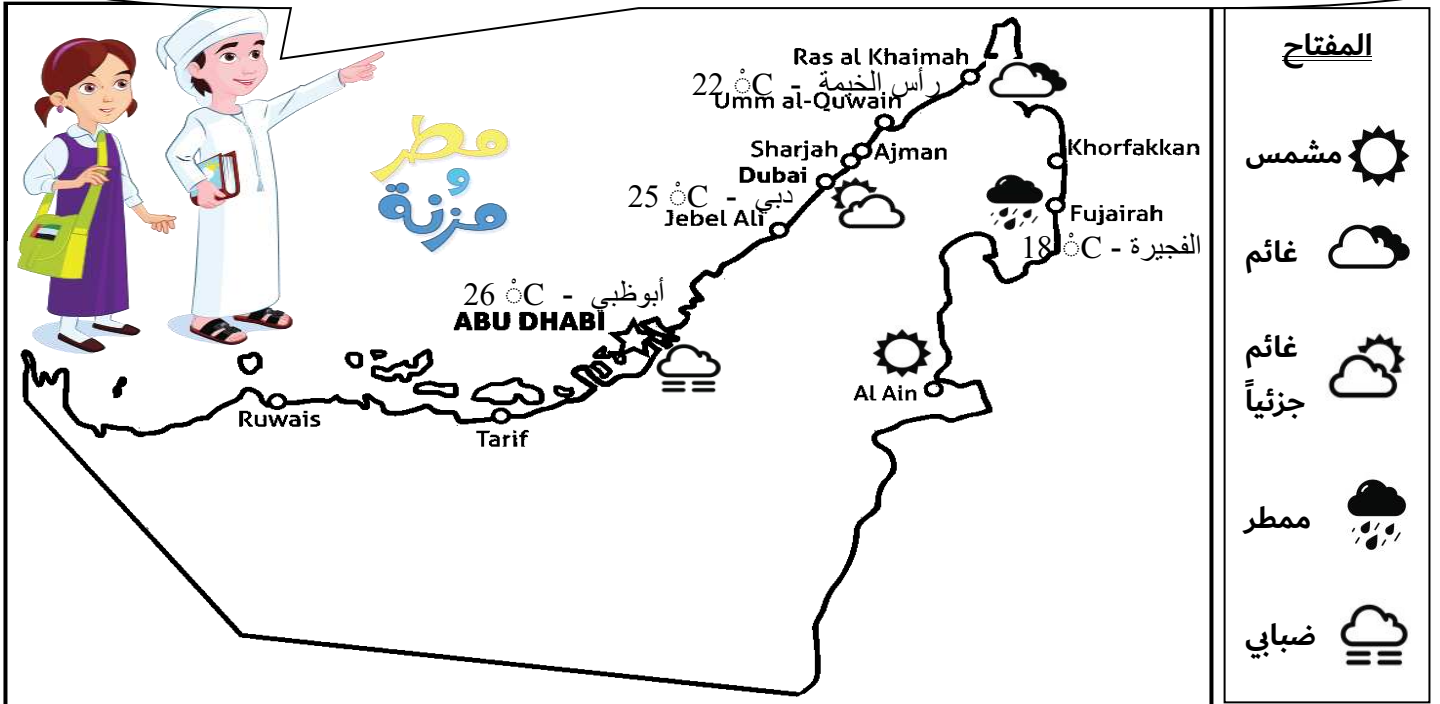 Ras al Khaimah
رأس الخيمة - 22 °C
Umm al-Quwain
Sharjah
Ajman
Khorfakkan
Dubai
دبي - 25 °C
Jebel Ali
Fujairah
الفجيرة - 18 °C
أبوظبي - 26 °C
ABU DHABI
Al Ain
Ruwais
Tarif
مطر
و
مزنة
المفتاح
مشمس
غائم
غائم
جزئياً
ممطر
ضبابي